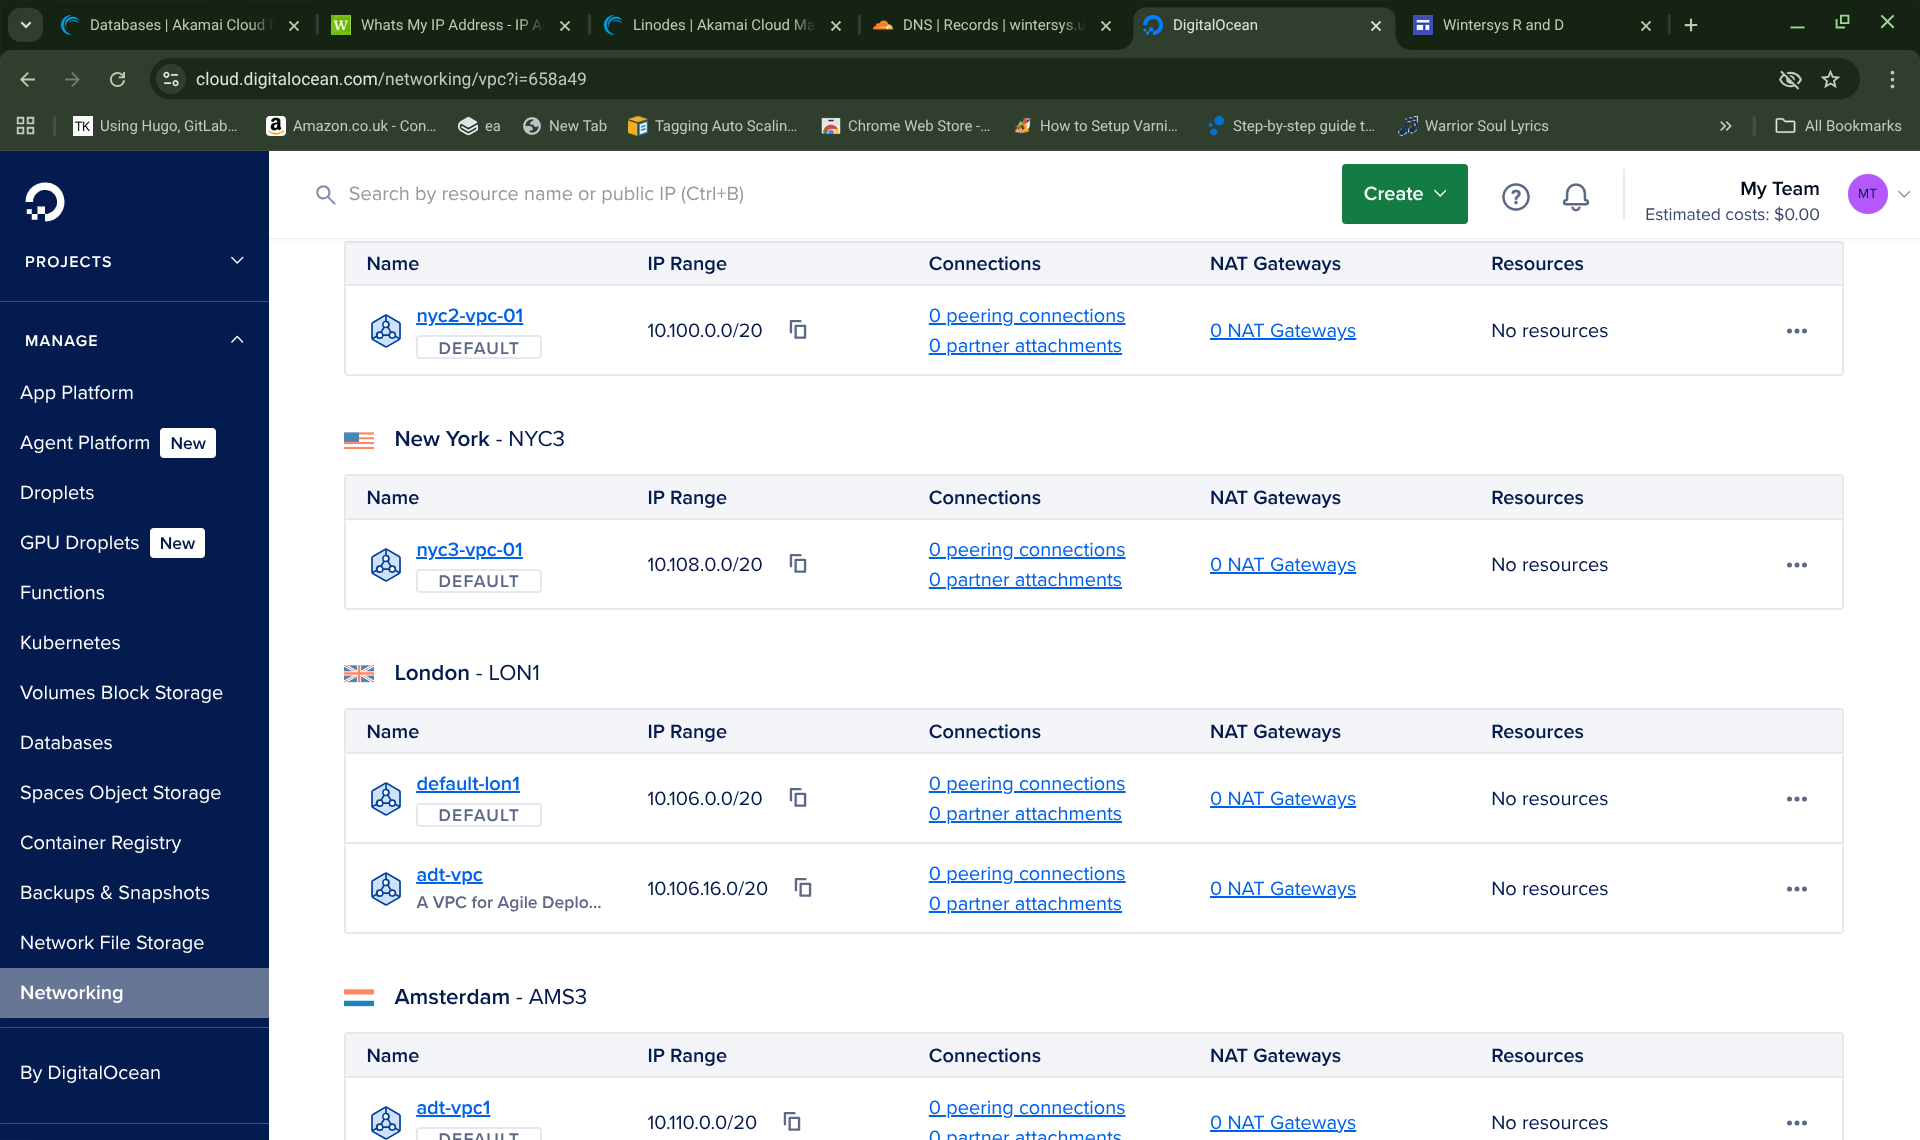 Databases | Akamai Cloud
Whats My IP Address - IP A
Linodes | Akamai Cloud Ma
DNS | Records | wintersys.u
DigitalOcean
Wintersys R and D
cloud.digitalocean.com/networking/vpc?i=658a49
TK Using Hugo, GitLab...
a Amazon.co.uk - Con...
ea
New Tab
Tagging Auto Scalin...
Chrome Web Store -...
How to Setup Varni...
Step-by-step guide t...
Warrior Soul Lyrics
All Bookmarks
Search by resource name or public IP (Ctrl+B)
Create
My Team
Estimated costs: $0.00
MT
PROJECTS
MANAGE
App Platform
Agent Platform New
Droplets
GPU Droplets New
Functions
Kubernetes
Volumes Block Storage
Databases
Spaces Object Storage
Container Registry
Backups & Snapshots
Network File Storage
Networking
By DigitalOcean
Name IP Range Connections NAT Gateways Resources
nyc2-vpc-01
DEFAULT
10.100.0.0/20
0 peering connections
0 partner attachments
0 NAT Gateways
No resources
New York - NYC3
Name IP Range Connections NAT Gateways Resources
nyc3-vpc-01
DEFAULT
10.108.0.0/20
0 peering connections
0 partner attachments
0 NAT Gateways
No resources
London - LON1
Name IP Range Connections NAT Gateways Resources
default-lon1
DEFAULT
10.106.0.0/20
0 peering connections
0 partner attachments
0 NAT Gateways
No resources
adt-vpc
A VPC for Agile Deplo...
10.106.16.0/20
0 peering connections
0 partner attachments
0 NAT Gateways
No resources
Amsterdam - AMS3
Name IP Range Connections NAT Gateways Resources
adt-vpc1
DEFAULT
10.110.0.0/20
0 peering connections
0 partner attachments
0 NAT Gateways
No resources